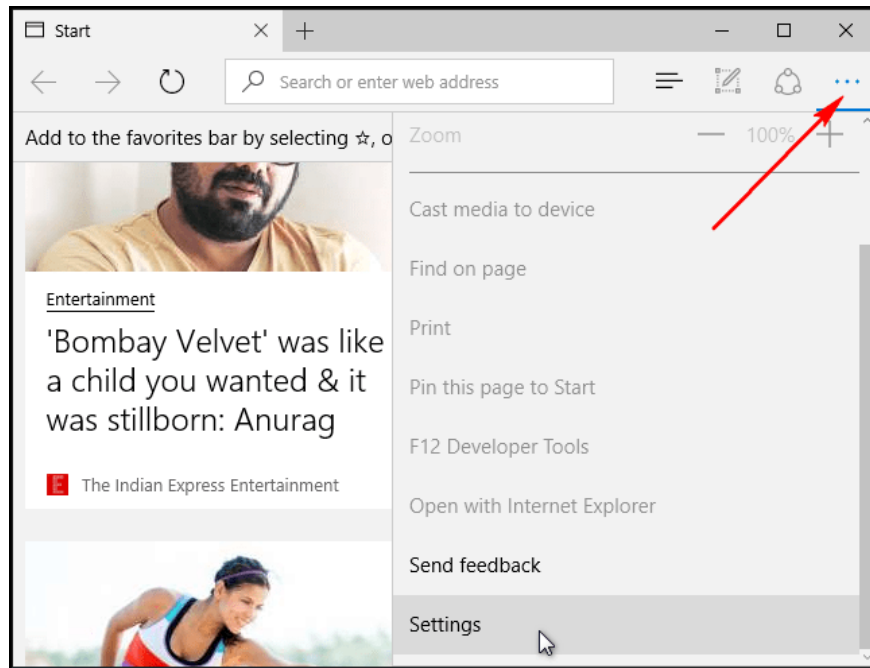 Start
Search or enter web address
Add to the favorites bar by selecting ☆, o
Zoom
100%
Cast media to device
Find on page
Print
Pin this page to Start
F12 Developer Tools
Open with Internet Explorer
Send feedback
Settings
Entertainment
'Bombay Velvet' was like
a child you wanted & it
was stillborn: Anurag
E The Indian Express Entertainment